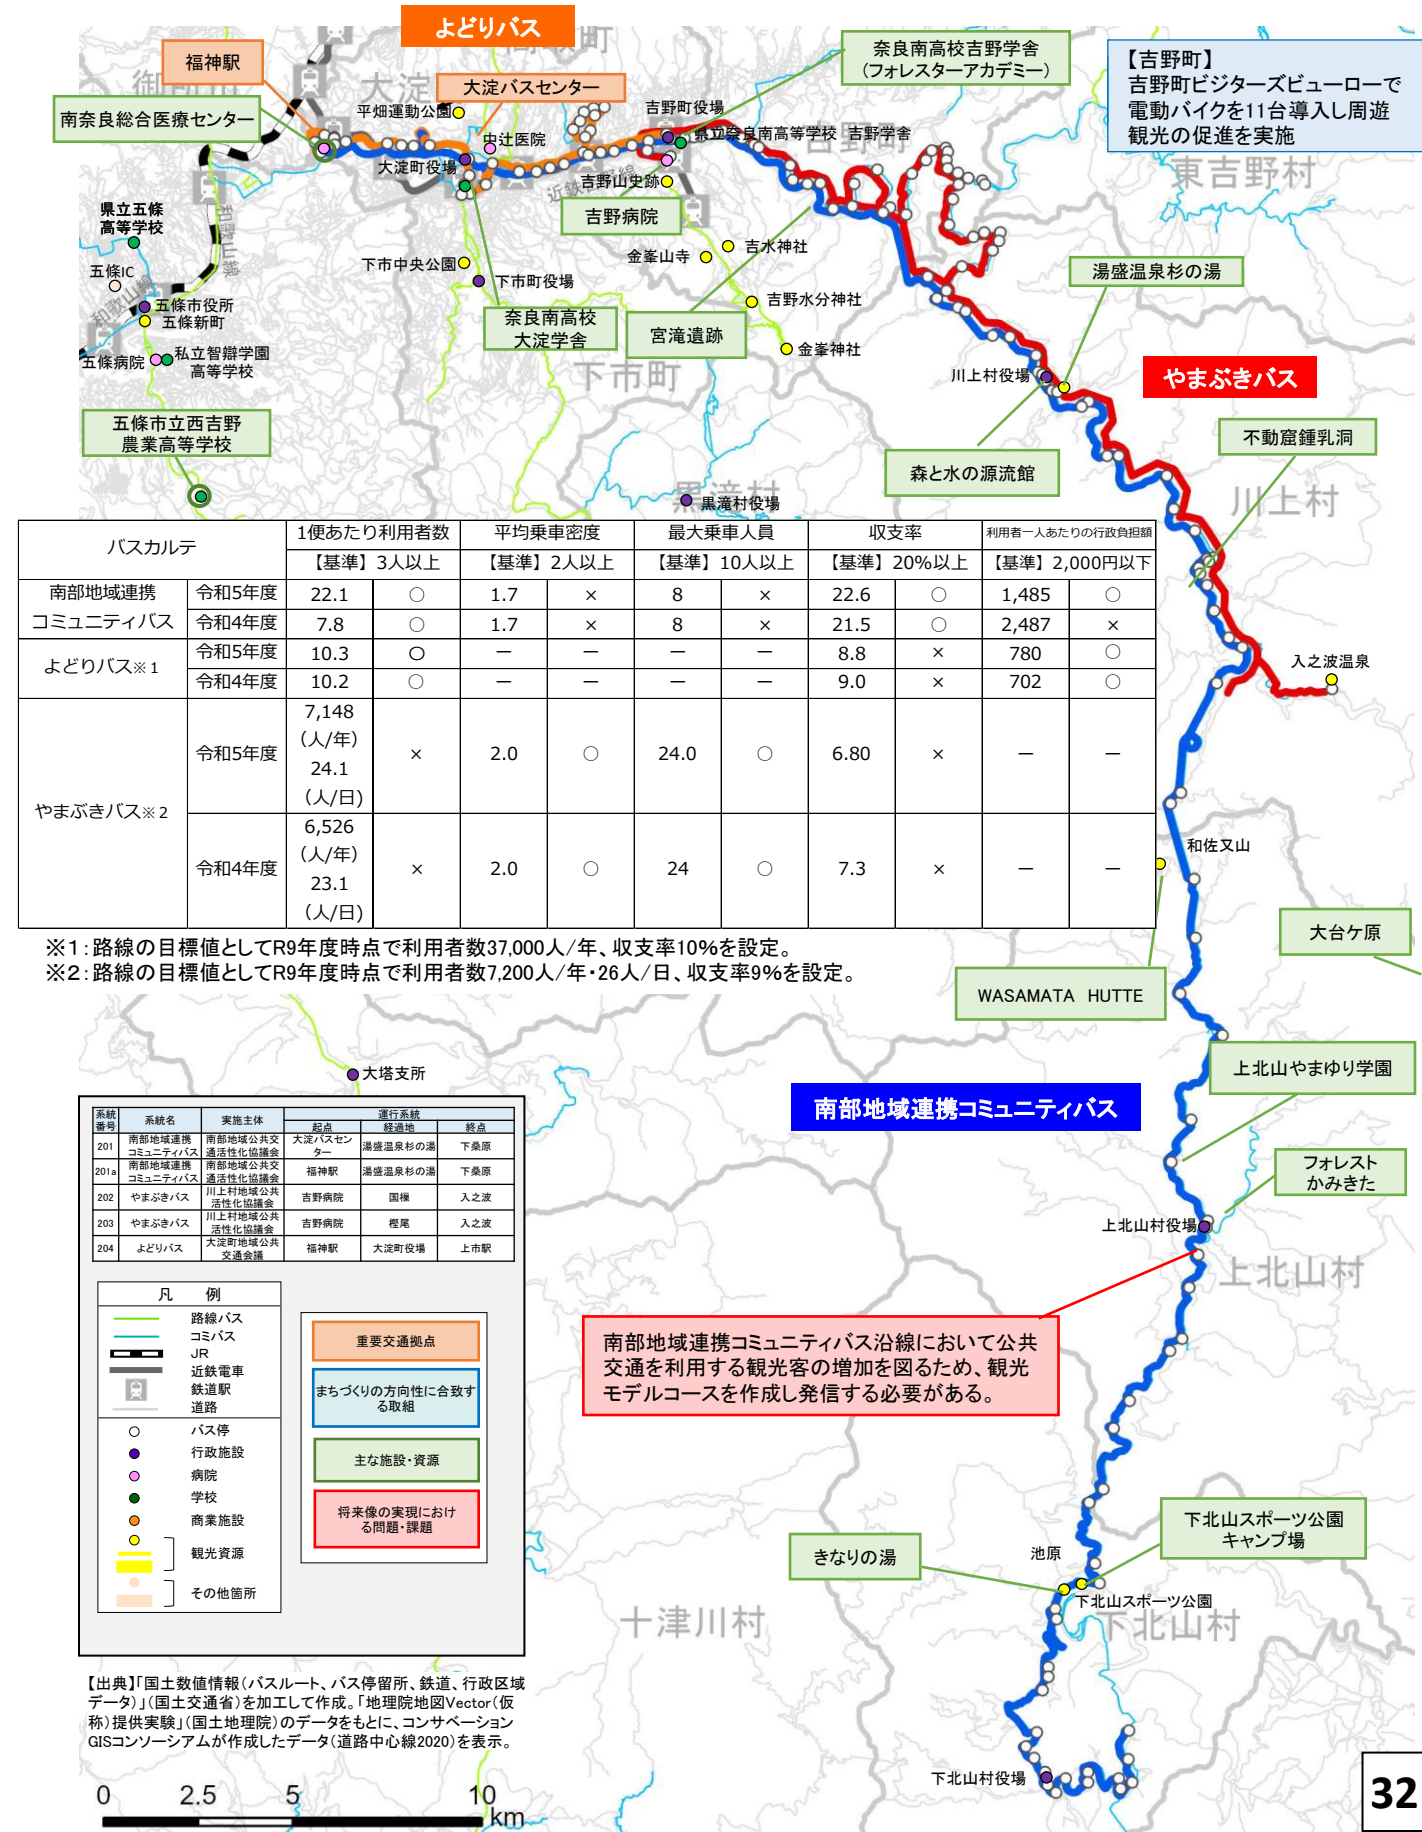 よどりバス
福神駅
南奈良総合医療センター
平畑運動公園
大淀バスセンター
中辻医院
大淀町役場
吉野町役場
奈良南高校吉野学舎
(フォレスターアカデミー)
県立奈良南高等学校 吉野学舎
吉野山史跡
吉野病院
【吉野町】
吉野町ビジターズビューローで
電動バイクを11台導入し周遊
観光の促進を実施
大淀
吉野町
東吉野村
近鉄吉野線
和歌山線
和歌山線
県立五條
高等学校
五條IC
五條市役所
五條新町
五條病院
私立智辯学園
高等学校
五條市立西吉野
農業高等学校
下市中央公園
下市町役場
奈良南高校
大淀学舎
下市町
宮滝遺跡
金峯山寺
吉水神社
吉野水分神社
金峯神社
湯盛温泉杉の湯
川上村役場
やまぶきバス
森と水の源流館
不動窟鍾乳洞
川上村
黒滝村
黒滝村役場
入之波温泉
バスカルテ
1便あたり利用者数 平均乗車密度 最大乗車人員 収支率 利用者一人あたりの行政負担額
【基準】3人以上 【基準】2人以上 【基準】10人以上 【基準】20%以上 【基準】2,000円以下
南部地域連携
コミュニティバス
令和5年度 22.1 ○ 1.7 × 8 × 22.6 ○ 1,485 ○
令和4年度 7.8 ○ 1.7 × 8 × 21.5 ○ 2,487 ×
よどりバス※1
令和5年度 10.3 ○ － － － － 8.8 × 780 ○
令和4年度 10.2 ○ － － － － 9.0 × 702 ○
やまぶきバス※2
令和5年度
7,148
(人/年)
24.1
(人/日)
× 2.0 ○ 24.0 ○ 6.80 × － －
令和4年度
6,526
(人/年)
23.1
(人/日)
× 2.0 ○ 24 ○ 7.3 × － －
※1:路線の目標値としてR9年度時点で利用者数37,000人/年、収支率10%を設定。
※2:路線の目標値としてR9年度時点で利用者数7,200人/年・26人/日、収支率9%を設定。
和佐又山
大台ケ原
WASAMATA HUTTE
大塔支所
南部地域連携コミュニティバス
上北山やまゆり学園
フォレスト
かみきた
上北山村役場
上北山村
系統
番号
系統名 実施主体 運行系統
起点 経過地 終点
201 南部地域連携
コミュニティバス
南部地域公共交
通活性化協議会
大淀バスセン
ター
湯盛温泉杉の湯 下桑原
201a 南部地域連携
コミュニティバス
南部地域公共交
通活性化協議会
福神駅 湯盛温泉杉の湯 下桑原
202 やまぶきバス
川上村地域公共
活性化協議会
吉野病院 国樔 入之波
203 やまぶきバス
川上村地域公共
活性化協議会
吉野病院 樫尾 入之波
204 よどりバス
大淀町地域公共
交通会議
福神駅 大淀町役場 上市駅
凡 例
路線バス
コミバス
JR
近鉄電車
鉄道駅
道路
バス停
行政施設
病院
学校
商業施設
観光資源
その他箇所
重要交通拠点
まちづくりの方向性に合致す
る取組
主な施設・資源
将来像の実現におけ
る問題・課題
南部地域連携コミュニティバス沿線において公共
交通を利用する観光客の増加を図るため、観光
モデルコースを作成し発信する必要がある。
きなりの湯
池原
下北山スポーツ公園
キャンプ場
下北山スポーツ公園
下北山村
十津川村
下北山村役場
【出典】「国土数値情報(バスルート、バス停留所、鉄道、行政区域
データ)」(国土交通省)を加工して作成。「地理院地図Vector(仮
称)提供実験」(国土地理院)のデータをもとに、コンサベーション
GISコンソーシアムが作成したデータ(道路中心線2020)を表示。
0 2.5 5 10
km
32